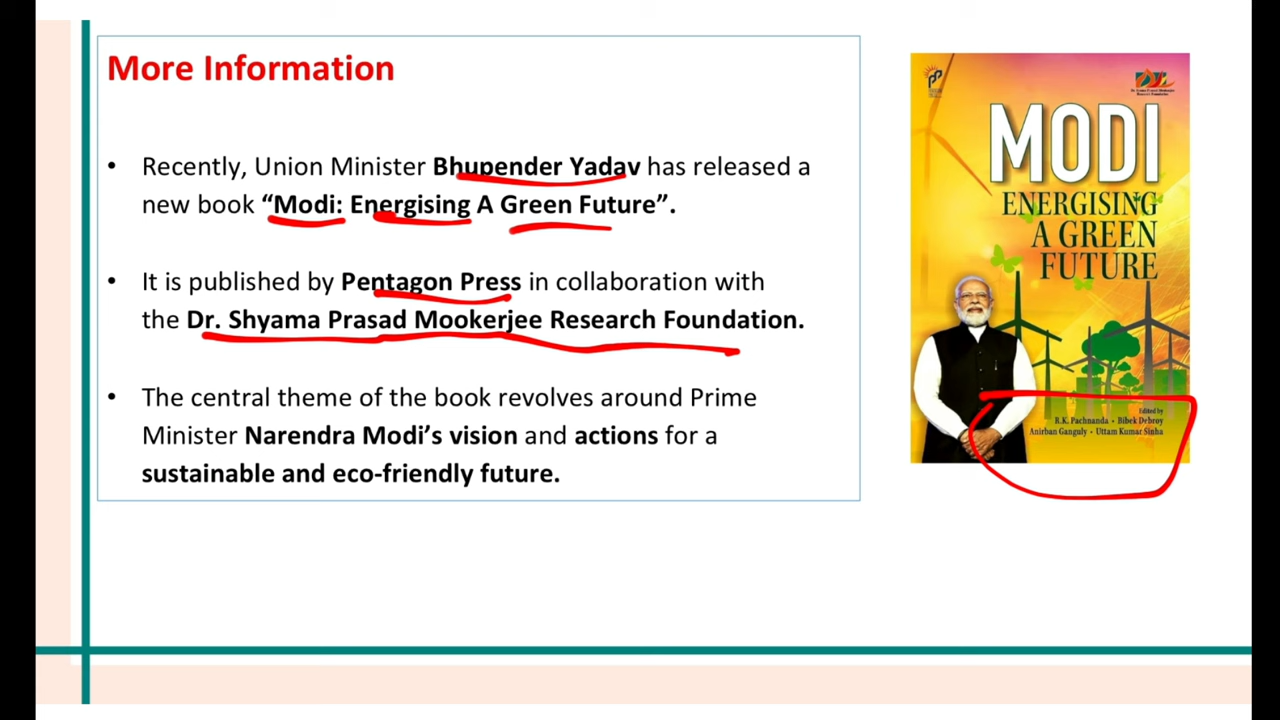 More Information
• Recently, Union Minister Bhupender Yadav has released a
new book “Modi: Energising A Green Future”.
• It is published by Pentagon Press in collaboration with
the Dr. Shyama Prasad Mookerjee Research Foundation.
• The central theme of the book revolves around Prime
Minister Narendra Modi’s vision and actions for a
sustainable and eco-friendly future.
MODI
ENERGISING
A GREEN
FUTURE
Edited by
R.K. Pachnanda • Bibek Debroy
Anirban Ganguly • Uttam Kumar Sinha